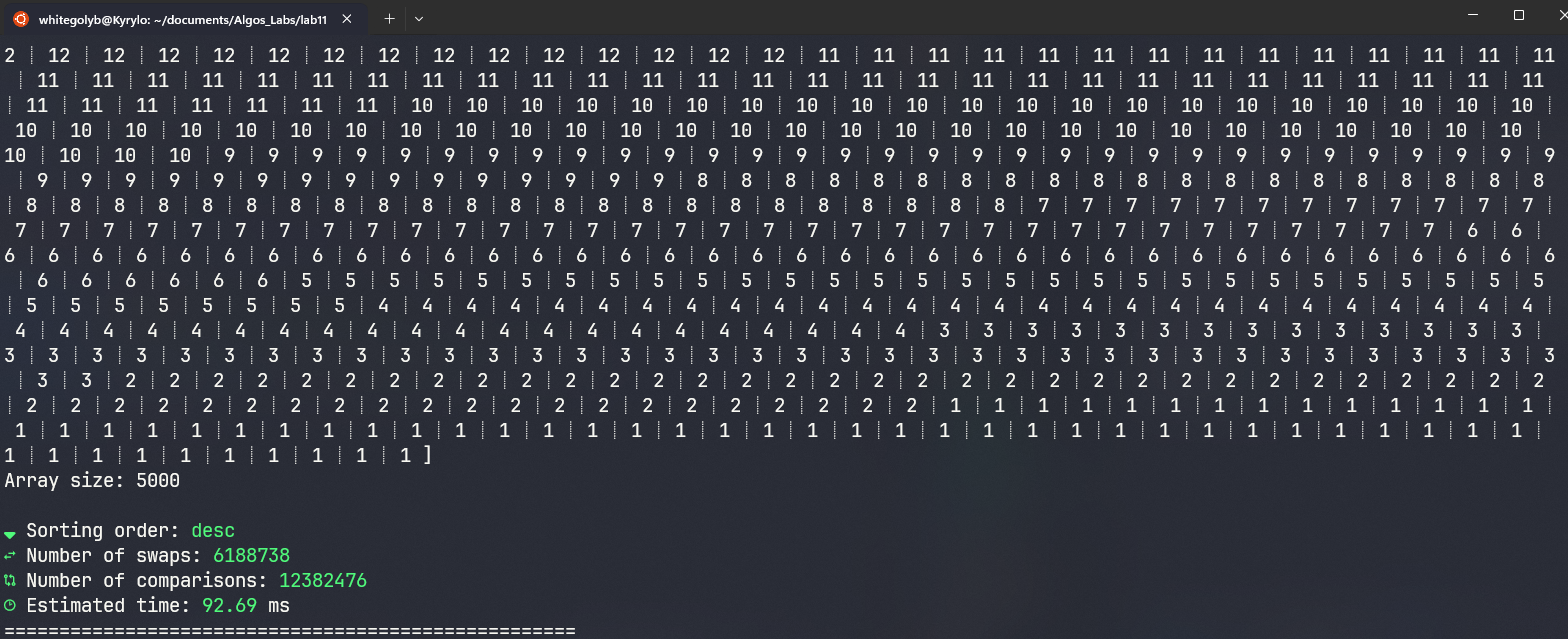 whitegolyb@Kyrylo: ~/documents/Algos_Labs/lab11
2 ┊ 12 ┊ 12 ┊ 12 ┊ 12 ┊ 12 ┊ 12 ┊ 12 ┊ 12 ┊ 12 ┊ 12 ┊ 12 ┊ 12 ┊ 12 ┊ 12 ┊ 11 ┊ 11 ┊ 11 ┊ 11 ┊ 11 ┊ 11 ┊ 11 ┊ 11 ┊ 11 ┊ 11 ┊ 11 ┊ 11 ┊ 11 ┊ 11
┊ 11 ┊ 11 ┊ 11 ┊ 11 ┊ 11 ┊ 11 ┊ 11 ┊ 11 ┊ 11 ┊ 11 ┊ 11 ┊ 11 ┊ 11 ┊ 11 ┊ 11 ┊ 11 ┊ 11 ┊ 11 ┊ 11 ┊ 11 ┊ 11 ┊ 11 ┊ 11 ┊ 11 ┊ 11 ┊ 11 ┊ 11 ┊ 11
┊ 11 ┊ 11 ┊ 11 ┊ 11 ┊ 11 ┊ 11 ┊ 11 ┊ 10 ┊ 10 ┊ 10 ┊ 10 ┊ 10 ┊ 10 ┊ 10 ┊ 10 ┊ 10 ┊ 10 ┊ 10 ┊ 10 ┊ 10 ┊ 10 ┊ 10 ┊ 10 ┊ 10 ┊ 10 ┊ 10 ┊ 10 ┊ 10 ┊
10 ┊ 10 ┊ 10 ┊ 10 ┊ 10 ┊ 10 ┊ 10 ┊ 10 ┊ 10 ┊ 10 ┊ 10 ┊ 10 ┊ 10 ┊ 10 ┊ 10 ┊ 10 ┊ 10 ┊ 10 ┊ 10 ┊ 10 ┊ 10 ┊ 10 ┊ 10 ┊ 10 ┊ 10 ┊ 10 ┊ 10 ┊ 10 ┊
10 ┊ 10 ┊ 10 ┊ 10 ┊ 9 ┊ 9 ┊ 9 ┊ 9 ┊ 9 ┊ 9 ┊ 9 ┊ 9 ┊ 9 ┊ 9 ┊ 9 ┊ 9 ┊ 9 ┊ 9 ┊ 9 ┊ 9 ┊ 9 ┊ 9 ┊ 9 ┊ 9 ┊ 9 ┊ 9 ┊ 9 ┊ 9 ┊ 9 ┊ 9 ┊ 9 ┊ 9 ┊ 9 ┊ 9 ┊ 9
┊ 9 ┊ 9 ┊ 9 ┊ 9 ┊ 9 ┊ 9 ┊ 9 ┊ 9 ┊ 9 ┊ 9 ┊ 9 ┊ 9 ┊ 9 ┊ 9 ┊ 9 ┊ 8 ┊ 8 ┊ 8 ┊ 8 ┊ 8 ┊ 8 ┊ 8 ┊ 8 ┊ 8 ┊ 8 ┊ 8 ┊ 8 ┊ 8 ┊ 8 ┊ 8 ┊ 8 ┊ 8 ┊ 8 ┊ 8 ┊ 8
┊ 8 ┊ 8 ┊ 8 ┊ 8 ┊ 8 ┊ 8 ┊ 8 ┊ 8 ┊ 8 ┊ 8 ┊ 8 ┊ 8 ┊ 8 ┊ 8 ┊ 8 ┊ 8 ┊ 8 ┊ 8 ┊ 8 ┊ 8 ┊ 8 ┊ 8 ┊ 8 ┊ 7 ┊ 7 ┊ 7 ┊ 7 ┊ 7 ┊ 7 ┊ 7 ┊ 7 ┊ 7 ┊ 7 ┊ 7 ┊ 7 ┊
7 ┊ 7 ┊ 7 ┊ 7 ┊ 7 ┊ 7 ┊ 7 ┊ 7 ┊ 7 ┊ 7 ┊ 7 ┊ 7 ┊ 7 ┊ 7 ┊ 7 ┊ 7 ┊ 7 ┊ 7 ┊ 7 ┊ 7 ┊ 7 ┊ 7 ┊ 7 ┊ 7 ┊ 7 ┊ 7 ┊ 7 ┊ 7 ┊ 7 ┊ 7 ┊ 7 ┊ 7 ┊ 7 ┊ 6 ┊ 6 ┊
6 ┊ 6 ┊ 6 ┊ 6 ┊ 6 ┊ 6 ┊ 6 ┊ 6 ┊ 6 ┊ 6 ┊ 6 ┊ 6 ┊ 6 ┊ 6 ┊ 6 ┊ 6 ┊ 6 ┊ 6 ┊ 6 ┊ 6 ┊ 6 ┊ 6 ┊ 6 ┊ 6 ┊ 6 ┊ 6 ┊ 6 ┊ 6 ┊ 6 ┊ 6 ┊ 6 ┊ 6 ┊ 6 ┊ 6 ┊ 6 ┊ 6
┊ 6 ┊ 6 ┊ 6 ┊ 6 ┊ 6 ┊ 6 ┊ 5 ┊ 5 ┊ 5 ┊ 5 ┊ 5 ┊ 5 ┊ 5 ┊ 5 ┊ 5 ┊ 5 ┊ 5 ┊ 5 ┊ 5 ┊ 5 ┊ 5 ┊ 5 ┊ 5 ┊ 5 ┊ 5 ┊ 5 ┊ 5 ┊ 5 ┊ 5 ┊ 5 ┊ 5 ┊ 5 ┊ 5 ┊ 5 ┊ 5
┊ 5 ┊ 5 ┊ 5 ┊ 5 ┊ 5 ┊ 5 ┊ 5 ┊ 5 ┊ 4 ┊ 4 ┊ 4 ┊ 4 ┊ 4 ┊ 4 ┊ 4 ┊ 4 ┊ 4 ┊ 4 ┊ 4 ┊ 4 ┊ 4 ┊ 4 ┊ 4 ┊ 4 ┊ 4 ┊ 4 ┊ 4 ┊ 4 ┊ 4 ┊ 4 ┊ 4 ┊ 4 ┊ 4 ┊ 4 ┊ 4 ┊
4 ┊ 4 ┊ 4 ┊ 4 ┊ 4 ┊ 4 ┊ 4 ┊ 4 ┊ 4 ┊ 4 ┊ 4 ┊ 4 ┊ 4 ┊ 4 ┊ 4 ┊ 4 ┊ 4 ┊ 4 ┊ 4 ┊ 4 ┊ 4 ┊ 3 ┊ 3 ┊ 3 ┊ 3 ┊ 3 ┊ 3 ┊ 3 ┊ 3 ┊ 3 ┊ 3 ┊ 3 ┊ 3 ┊ 3 ┊ 3 ┊
3 ┊ 3 ┊ 3 ┊ 3 ┊ 3 ┊ 3 ┊ 3 ┊ 3 ┊ 3 ┊ 3 ┊ 3 ┊ 3 ┊ 3 ┊ 3 ┊ 3 ┊ 3 ┊ 3 ┊ 3 ┊ 3 ┊ 3 ┊ 3 ┊ 3 ┊ 3 ┊ 3 ┊ 3 ┊ 3 ┊ 3 ┊ 3 ┊ 3 ┊ 3 ┊ 3 ┊ 3 ┊ 3 ┊ 3 ┊ 3 ┊ 3
┊ 3 ┊ 3 ┊ 2 ┊ 2 ┊ 2 ┊ 2 ┊ 2 ┊ 2 ┊ 2 ┊ 2 ┊ 2 ┊ 2 ┊ 2 ┊ 2 ┊ 2 ┊ 2 ┊ 2 ┊ 2 ┊ 2 ┊ 2 ┊ 2 ┊ 2 ┊ 2 ┊ 2 ┊ 2 ┊ 2 ┊ 2 ┊ 2 ┊ 2 ┊ 2 ┊ 2 ┊ 2 ┊ 2 ┊ 2 ┊ 2
┊ 2 ┊ 2 ┊ 2 ┊ 2 ┊ 2 ┊ 2 ┊ 2 ┊ 2 ┊ 2 ┊ 2 ┊ 2 ┊ 2 ┊ 2 ┊ 2 ┊ 2 ┊ 2 ┊ 2 ┊ 2 ┊ 2 ┊ 2 ┊ 2 ┊ 1 ┊ 1 ┊ 1 ┊ 1 ┊ 1 ┊ 1 ┊ 1 ┊ 1 ┊ 1 ┊ 1 ┊ 1 ┊ 1 ┊ 1 ┊ 1 ┊
1 ┊ 1 ┊ 1 ┊ 1 ┊ 1 ┊ 1 ┊ 1 ┊ 1 ┊ 1 ┊ 1 ┊ 1 ┊ 1 ┊ 1 ┊ 1 ┊ 1 ┊ 1 ┊ 1 ┊ 1 ┊ 1 ┊ 1 ┊ 1 ┊ 1 ┊ 1 ┊ 1 ┊ 1 ┊ 1 ┊ 1 ┊ 1 ┊ 1 ┊ 1 ┊ 1 ┊ 1 ┊ 1 ┊ 1 ┊ 1 ┊
1 ┊ 1 ┊ 1 ┊ 1 ┊ 1 ┊ 1 ┊ 1 ┊ 1 ┊ 1 ┊ 1 ]
Array size: 5000
Sorting order: desc
Number of swaps: 6188738
Number of comparisons: 12382476
Estimated time: 92.69 ms
====================================================